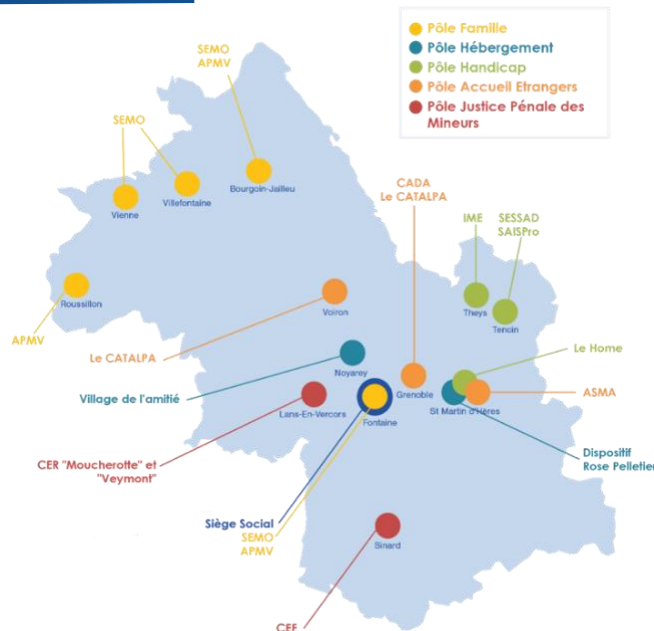 Pôle Famille
Pôle Hébergement
Pôle Handicap
Pôle Accueil Etrangers
Pôle Justice Pénale des
Mineurs
SEMO
APMV
SEMO
Bourgoin-Jailleu
Villefontaine
Vienne
CADA
Le CATALPA
IME
SESSAD
SAISPro
Roussillon
Voiron
Theys
Tencin
APMV
Le CATALPA
Le Home
Noyarey
Village de l'amitié
Grenoble
ASMA
Lans-En-Vercors
St Martin d'Hères
Fontaine
Dispositif
Rose Pelletier
CER "Moucherotte" et
"Veymont"
Siège Social
SEMO
APMV
Sinard
CEF